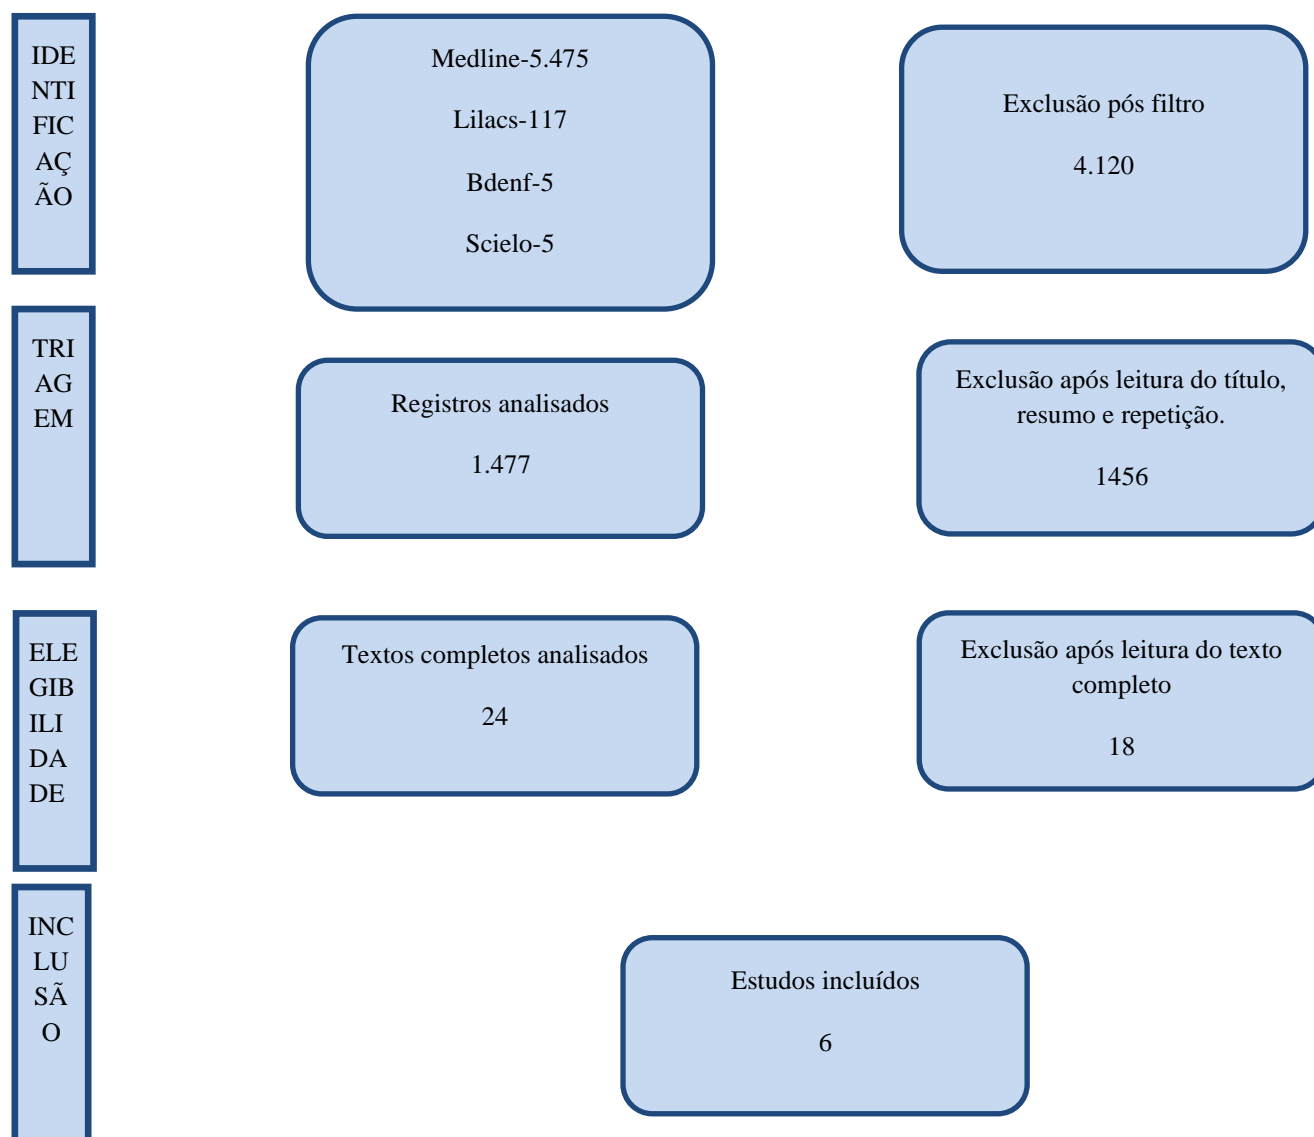 IDE
NTI
FIC
AÇ
ÃO
Medline-5.475
Lilacs-117
Bdenf-5
Scielo-5
Exclusão pós filtro
4.120
TRI
AG
EM
Registros analisados
1.477
Exclusão após leitura do título,
resumo e repetição.
1456
ELE
GIB
ILI
DA
DE
Textos completos analisados
24
Exclusão após leitura do texto
completo
18
INC
LU
SÃ
O
Estudos incluídos
6